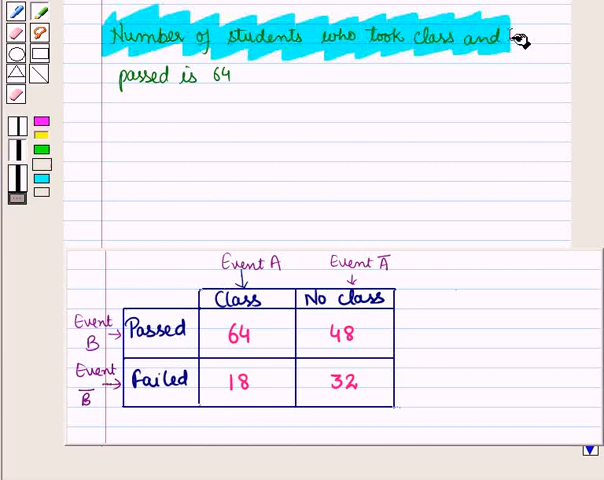 Number of students who took class and
passed is 64
Event A Event A̅
Class No class
Event B Passed 64 48
Event B̅ Failed 18 32